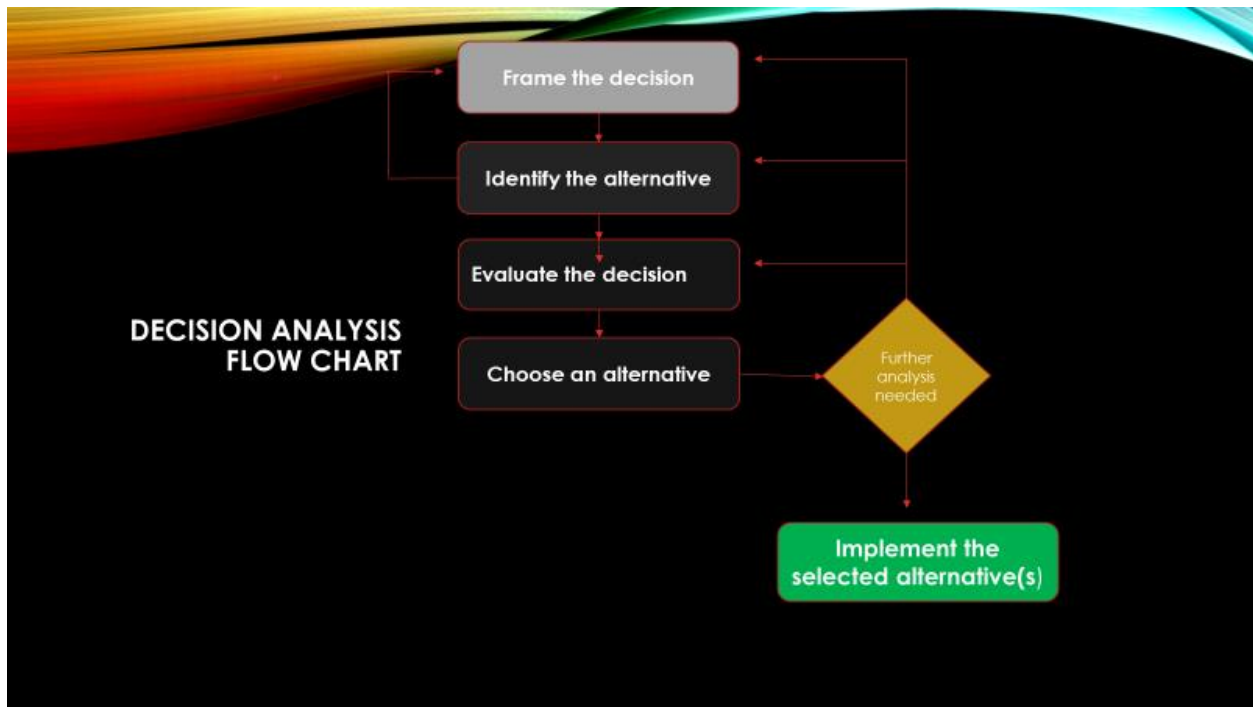 Frame the decision
Identify the alternative
Evaluate the decision
DECISION ANALYSIS
FLOW CHART
Choose an alternative
Further
analysis
needed
Implement the
selected alternative(s)